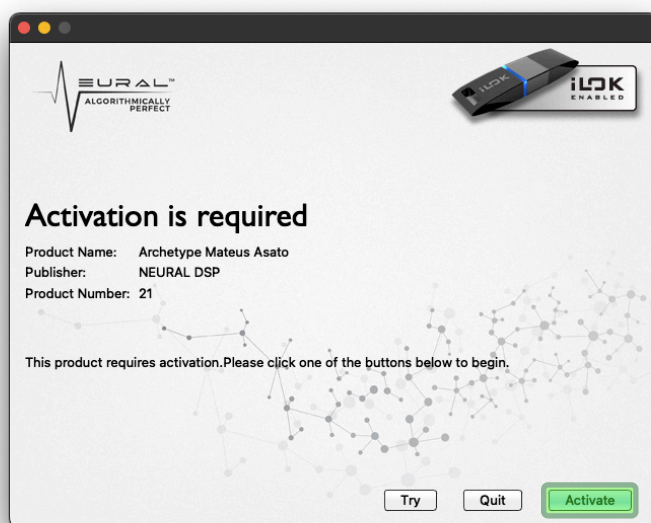 EURAL™
ALGORITHMICALLY
PERFECT
iLOK
iLOK
ENABLED
Activation is required
Product Name: Archetype Mateus Asato
Publisher: NEURAL DSP
Product Number: 21
This product requires activation.Please click one of the buttons below to begin.
Try
Quit
Activate